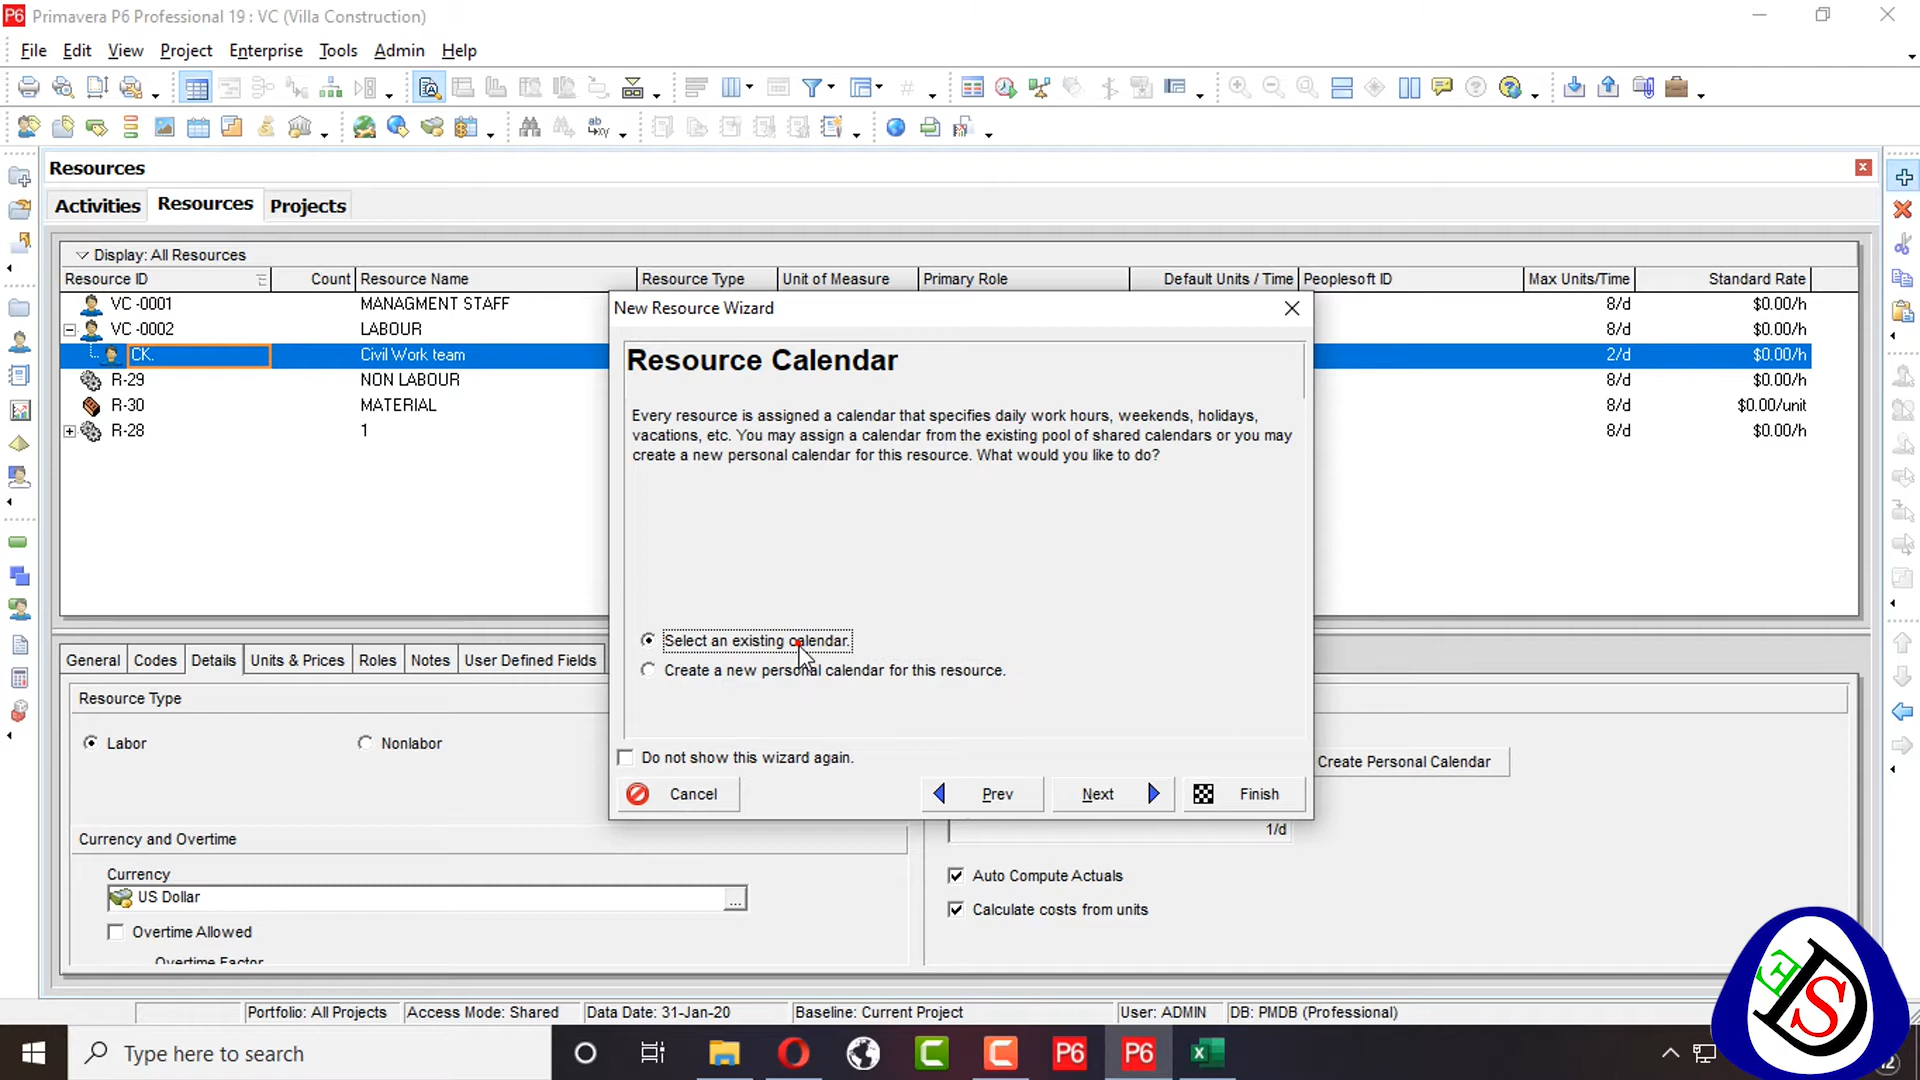 P6 Primavera P6 Professional 19 : VC (Villa Construction)
File Edit View Project Enterprise Tools Admin Help
Resources
Activities Resources Projects
Display: All Resources
Resource ID Count Resource Name Resource Type Unit of Measure Primary Role Default Units / Time Peoplesoft ID Max Units/Time Standard Rate
VC -0001 MANAGMENT STAFF 8/d $0.00/h
VC -0002 LABOUR 8/d $0.00/h
CK. Civil Work team 2/d $0.00/h
R-29 NON LABOUR 8/d $0.00/h
R-30 MATERIAL 8/d $0.00/unit
R-28 1 8/d $0.00/h
New Resource Wizard
Resource Calendar
Every resource is assigned a calendar that specifies daily work hours, weekends, holidays,
vacations, etc. You may assign a calendar from the existing pool of shared calendars or you may
create a new personal calendar for this resource. What would you like to do?
Select an existing calendar.
Create a new personal calendar for this resource.
Do not show this wizard again.
Cancel Prev Next Finish
General Codes Details Units & Prices Roles Notes User Defined Fields
Resource Type
Labor Nonlabor
Create Personal Calendar
Currency and Overtime
1/d
Currency
US Dollar ...
Auto Compute Actuals
Calculate costs from units
Overtime Allowed
Overtime Factor
Portfolio: All Projects Access Mode: Shared Data Date: 31-Jan-20 Baseline: Current Project User: ADMIN DB: PMDB (Professional)
Type here to search
P6 P6
E D S